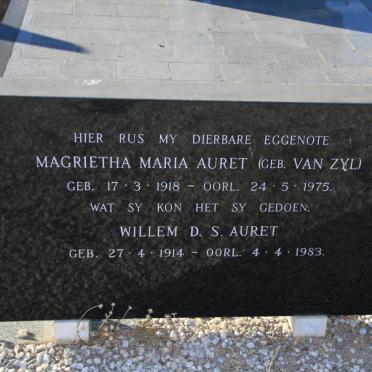 HIER RUS MY DIERBARE EGGENOTE
MAGRIETHA MARIA AURET (GEB. VAN ZYL)
GEB. 17·3·1918 - OORL. 24·5·1975.
WAT SY KON HET SY GEDOEN.
WILLEM D. S. AURET
GEB. 27·4·1914 - OORL. 4·4·1983.